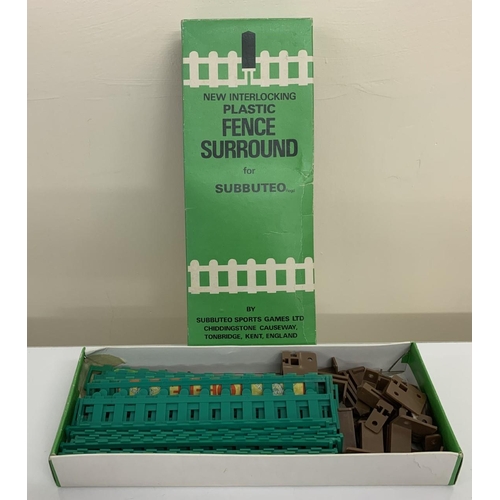 NEW INTERLOCKING
PLASTIC
FENCE
SURROUND
for
SUBBUTEO
BY
SUBBUTEO SPORTS GAMES LTD
CHIDDINGSTONE CAUSEWAY,
TONBRIDGE, KENT, ENGLAND